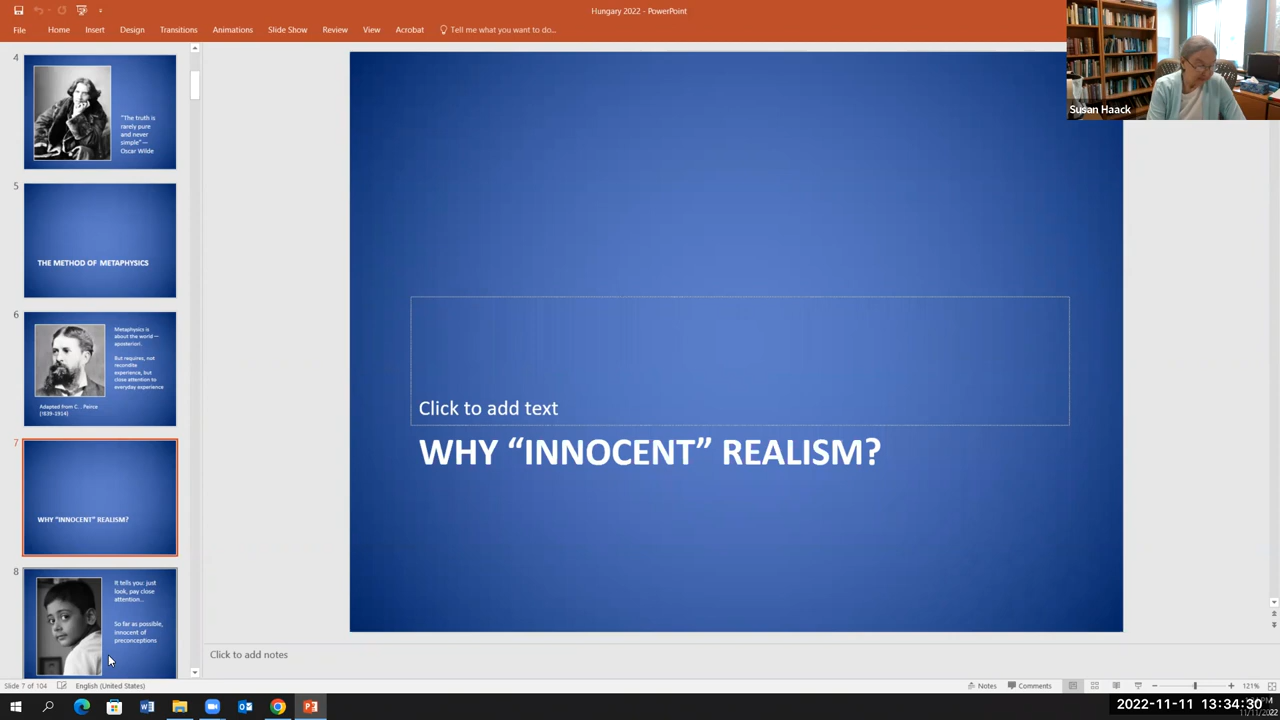 Hungary 2022 - PowerPoint
File
Home
Insert
Design
Transitions
Animations
Slide Show
Review
View
Acrobat
Tell me what you want to do...
Susan Haack
4
"The truth is
rarely pure
and never
simple" —
Oscar Wilde
5
THE METHOD OF METAPHYSICS
6
Metaphysics is
about the world —
aposteriori.
But requires, not
recondite
experience, but
close attention to
everyday experience
Adapted from C. . Peirce
(1839-1914)
7
WHY "INNOCENT" REALISM?
8
It tells you: just
look, pay close
attention...
So far as possible,
innocent of
preconceptions
Click to add text
WHY "INNOCENT" REALISM?
Click to add notes
Slide 7 of 104
English (United States)
Notes
Comments
121%
2022-11-11 13:34:30
11/11/2022